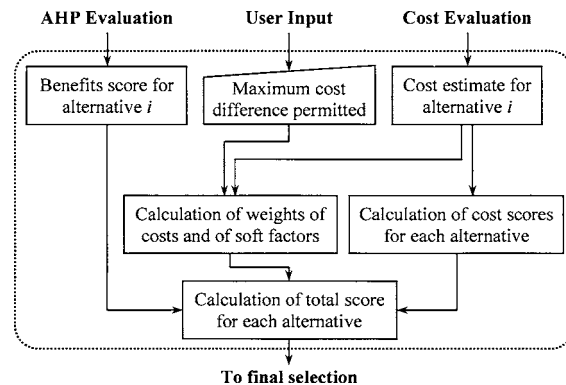 AHP Evaluation
User Input
Cost Evaluation
Benefits score for
alternative i
Maximum cost
difference permitted
Cost estimate for
alternative i
Calculation of weights of
costs and of soft factors
Calculation of cost scores
for each alternative
Calculation of total score
for each alternative
To final selection